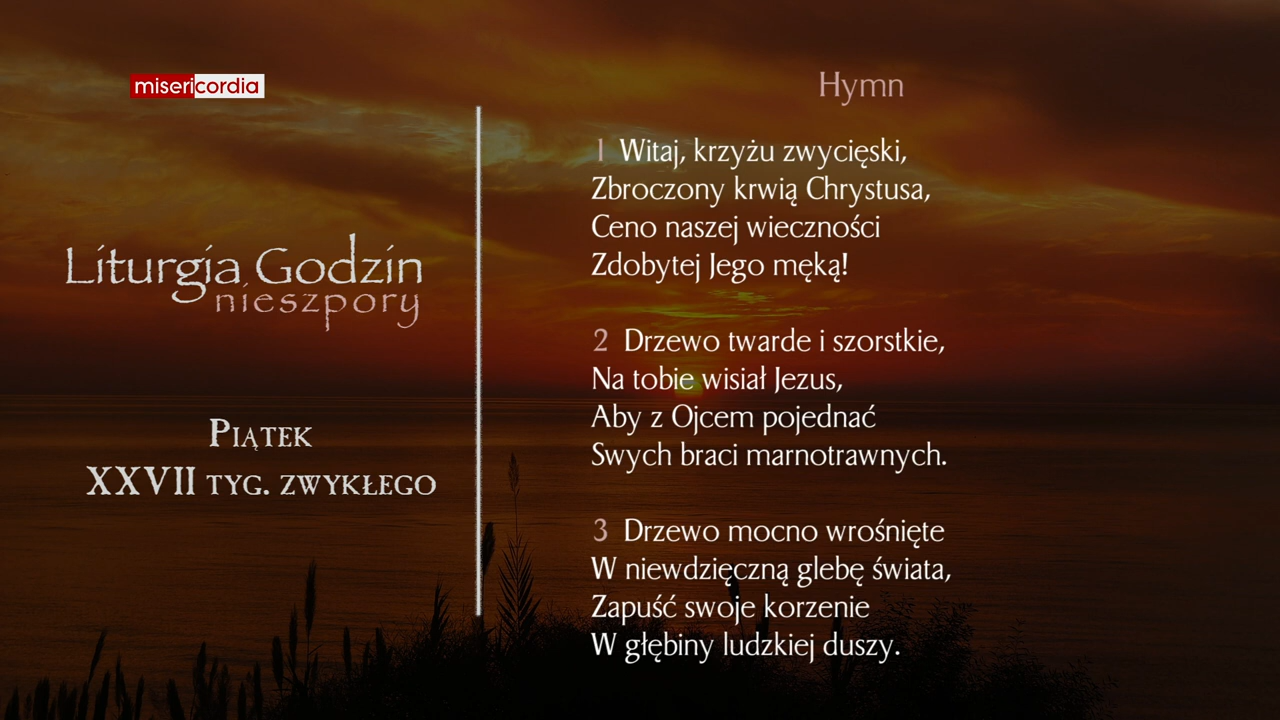 misericordia
Liturgia Godzin
nieszpory
Piątek
XXVII tyg. zwykłego
Hymn
1 Witaj, krzyżu zwycięski,
Zbroczony krwią Chrystusa,
Ceno naszej wieczności
Zdobytej Jego męką!
2 Drzewo twarde i szorstkie,
Na tobie wisiał Jezus,
Aby z Ojcem pojednać
Swych braci marnotrawnych.
3 Drzewo mocno wrośnięte
W niewdzięczną glebę świata,
Zapuść swoje korzenie
W głębiny ludzkiej duszy.